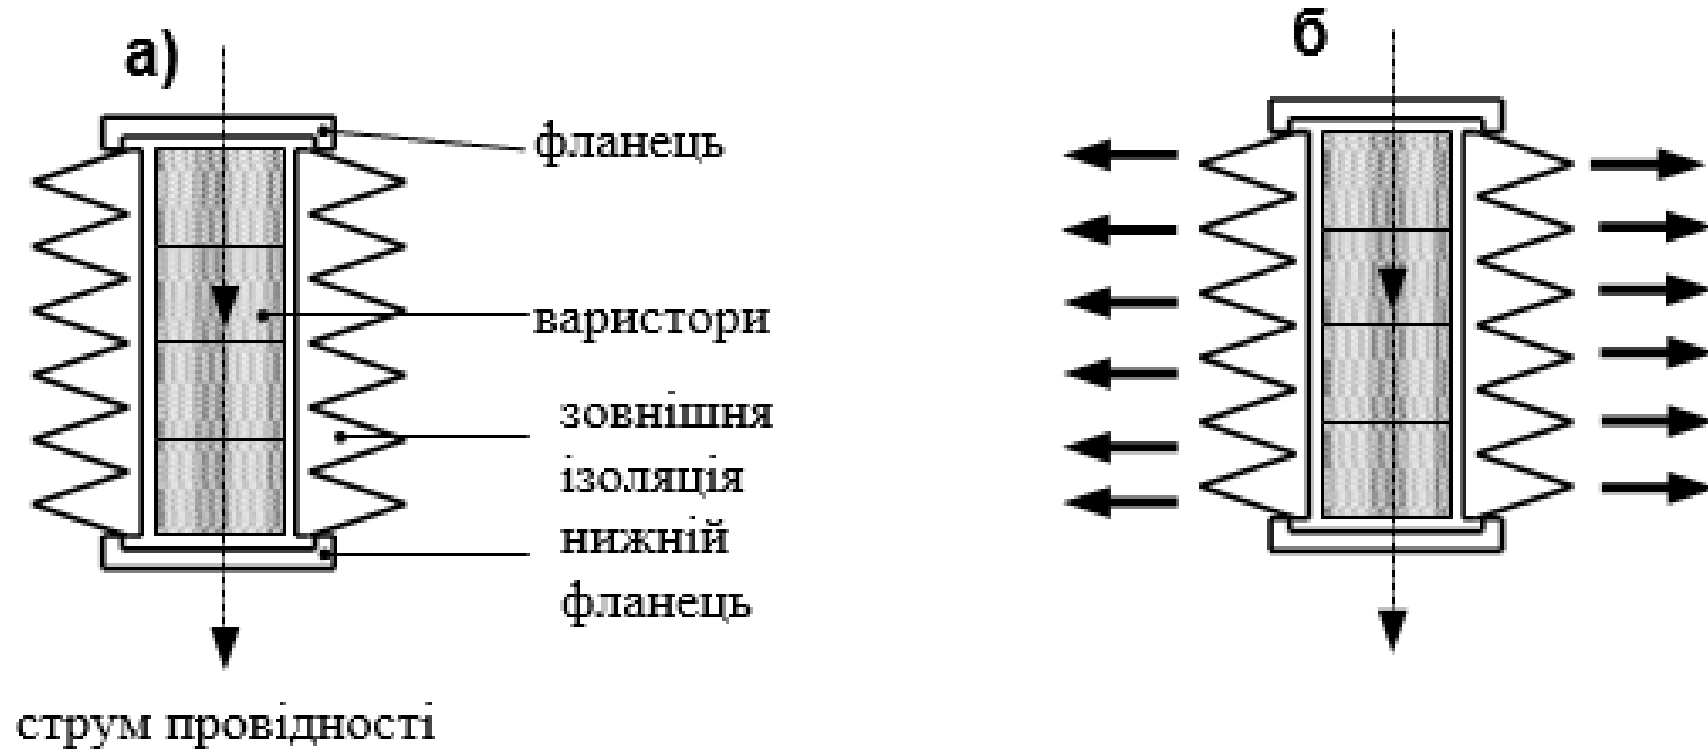 а)
фланець
варистори
зовнішня
ізоляція
нижній
фланець
струм провідності
б